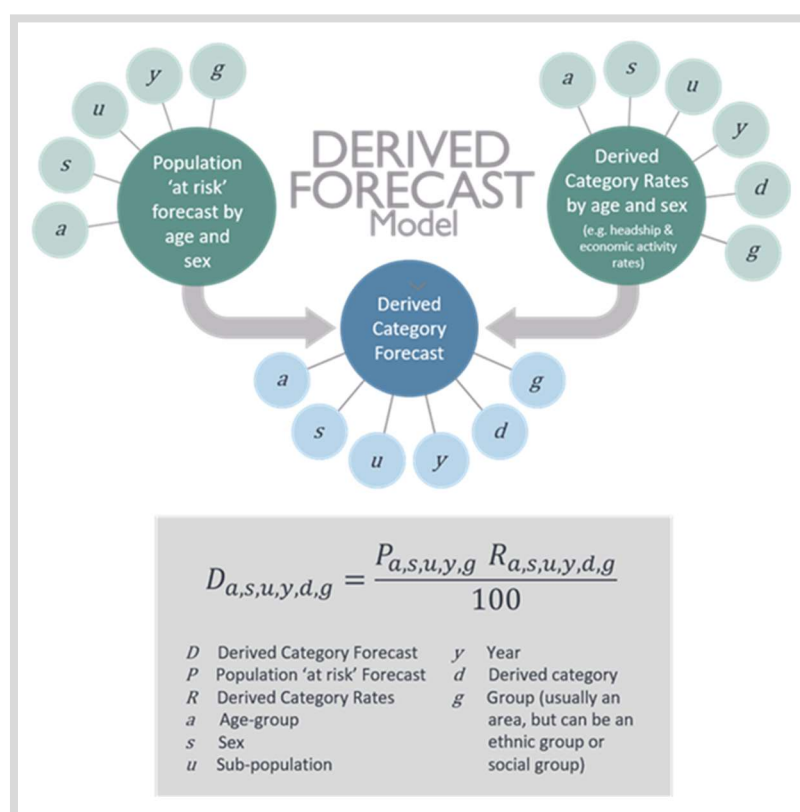 g
y
u
s
a
Population
‘at risk’
forecast by
age and
sex
DERIVED
FORECAST
Model
a
s
u
y
d
g
Derived
Category Rates
by age and sex
(e.g. headship &
economic activity
rates)
Derived
Category
Forecast
a
s
u
y
d
g
D a,s,u,y,d,g = P a,s,u,y,g R a,s,u,y,d,g / 100
D Derived Category Forecast
P Population ‘at risk’ Forecast
R Derived Category Rates
a Age-group
s Sex
u Sub-population
y Year
d Derived category
g Group (usually an
area, but can be an
ethnic group or
social group)